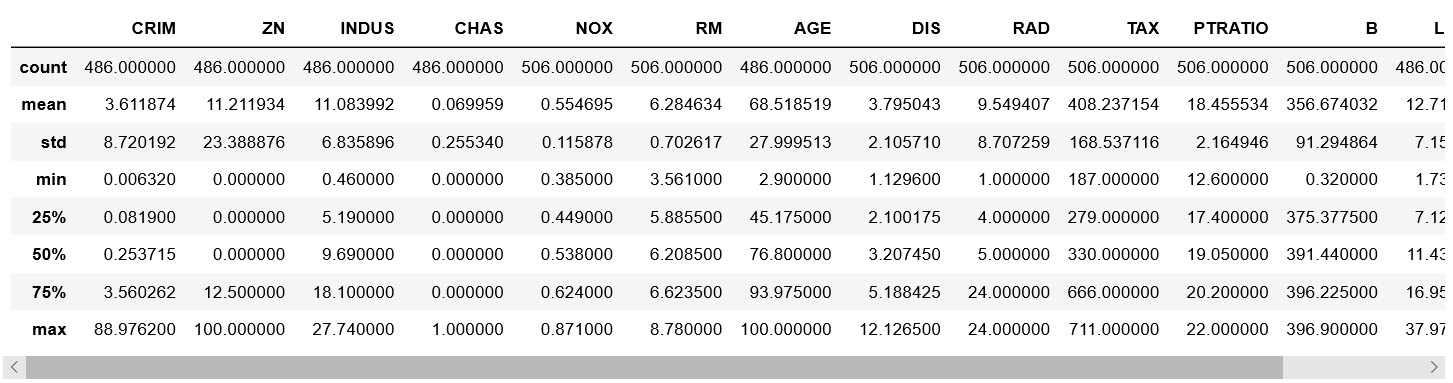 CRIM ZN INDUS CHAS NOX RM AGE DIS RAD TAX PTRATIO B L
count 486.000000 486.000000 486.000000 486.000000 506.000000 506.000000 486.000000 506.000000 506.000000 506.000000 506.000000 506.000000 486.00
mean 3.611874 11.211934 11.083992 0.069959 0.554695 6.284634 68.518519 3.795043 9.549407 408.237154 18.455534 356.674032 12.71
std 8.720192 23.388876 6.835896 0.255340 0.115878 0.702617 27.999513 2.105710 8.707259 168.537116 2.164946 91.294864 7.15
min 0.006320 0.000000 0.460000 0.000000 0.385000 3.561000 2.900000 1.129600 1.000000 187.000000 12.600000 0.320000 1.73
25% 0.081900 0.000000 5.190000 0.000000 0.449000 5.885500 45.175000 2.100175 4.000000 279.000000 17.400000 375.377500 7.12
50% 0.253715 0.000000 9.690000 0.000000 0.538000 6.208500 76.800000 3.207450 5.000000 330.000000 19.050000 391.440000 11.43
75% 3.560262 12.500000 18.100000 0.000000 0.624000 6.623500 93.975000 5.188425 24.000000 666.000000 20.200000 396.225000 16.95
max 88.976200 100.000000 27.740000 1.000000 0.871000 8.780000 100.000000 12.126500 24.000000 711.000000 22.000000 396.900000 37.97